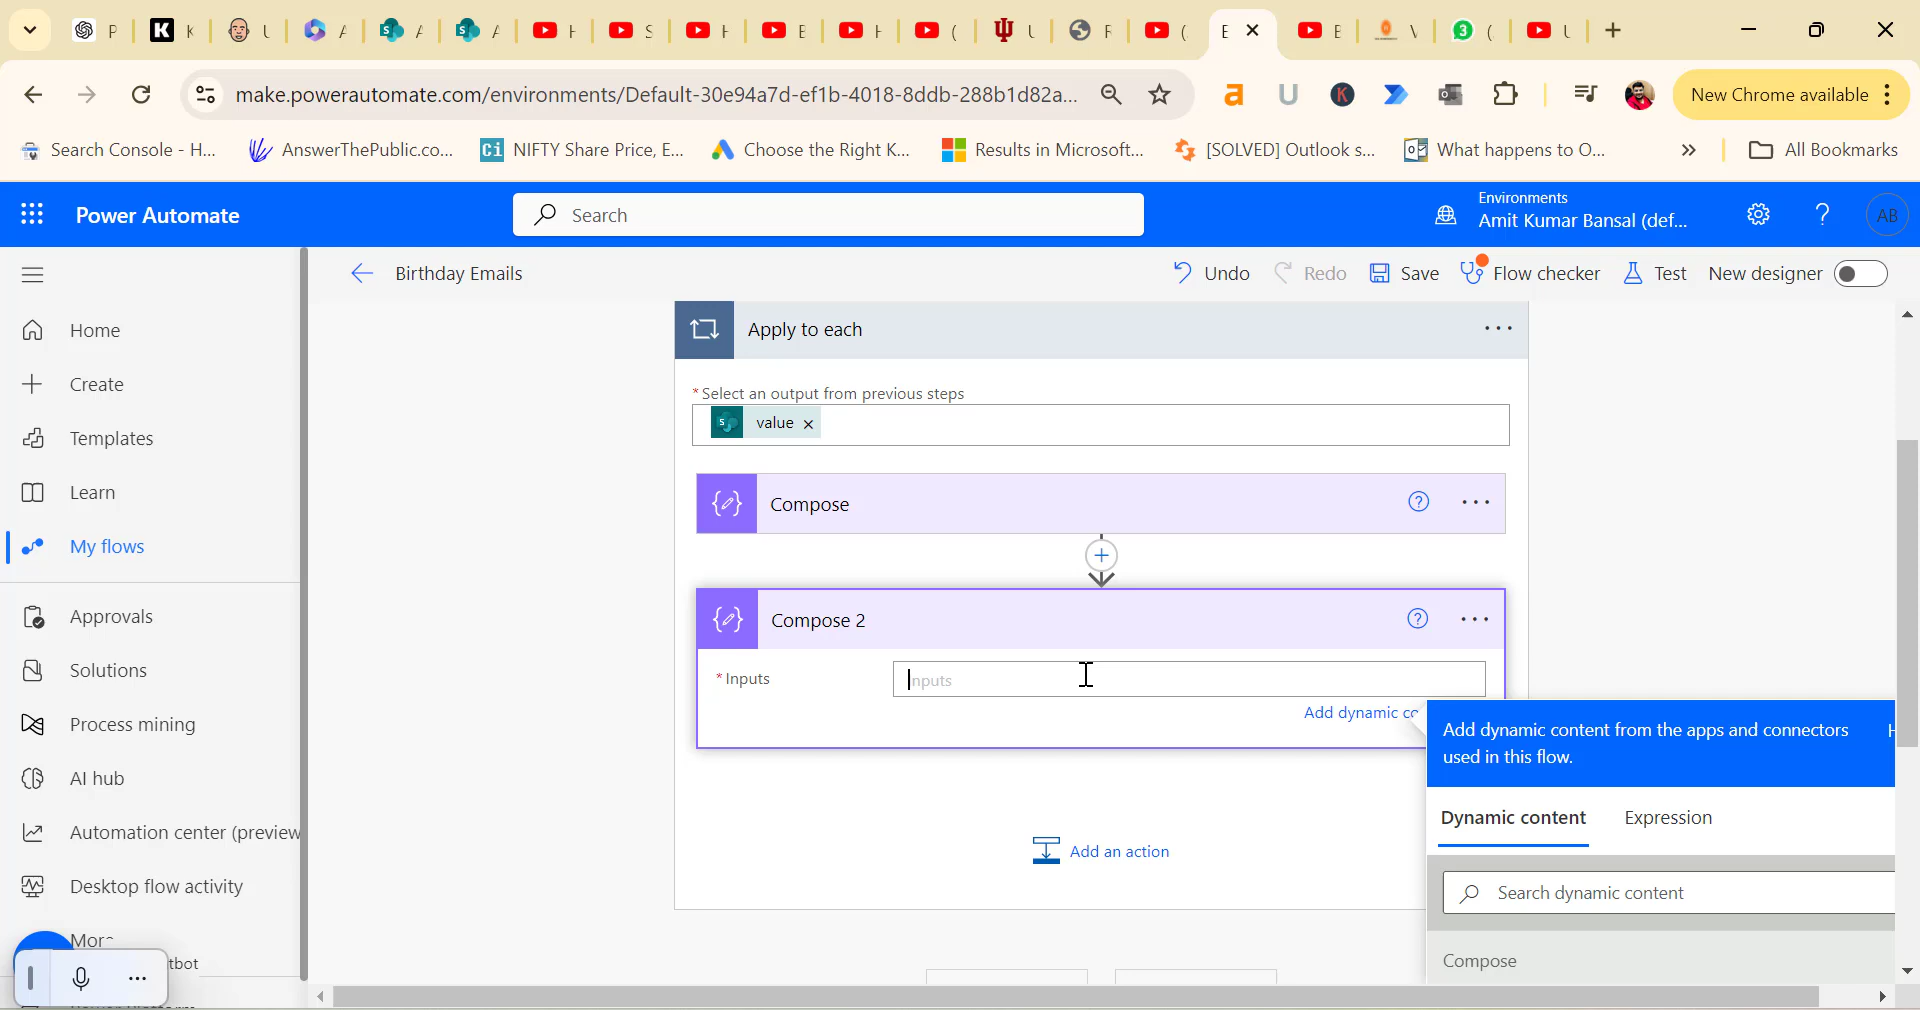 make.powerautomate.com/environments/Default-30e94a7d-ef1b-4018-8ddb-288b1d82a...
New Chrome available
Search Console - H...
AnswerThePublic.co...
Ci
NIFTY Share Price, E...
Choose the Right K...
Results in Microsoft...
[SOLVED] Outlook s...
What happens to O...
»
All Bookmarks
Power Automate
Search
Environments
Amit Kumar Bansal (def...
?
AB
Birthday Emails
Undo
Redo
Save
Flow checker
Test
New designer
Home
Create
Templates
Learn
My flows
Approvals
Solutions
Process mining
AI hub
Automation center (preview
Desktop flow activity
Apply to each
...
* Select an output from previous steps
value ×
Compose
? ...
Compose 2
? ...
* Inputs
Inputs
Add dynamic co
Add an action
Add dynamic content from the apps and connectors
used in this flow.
Dynamic content
Expression
Search dynamic content
Compose